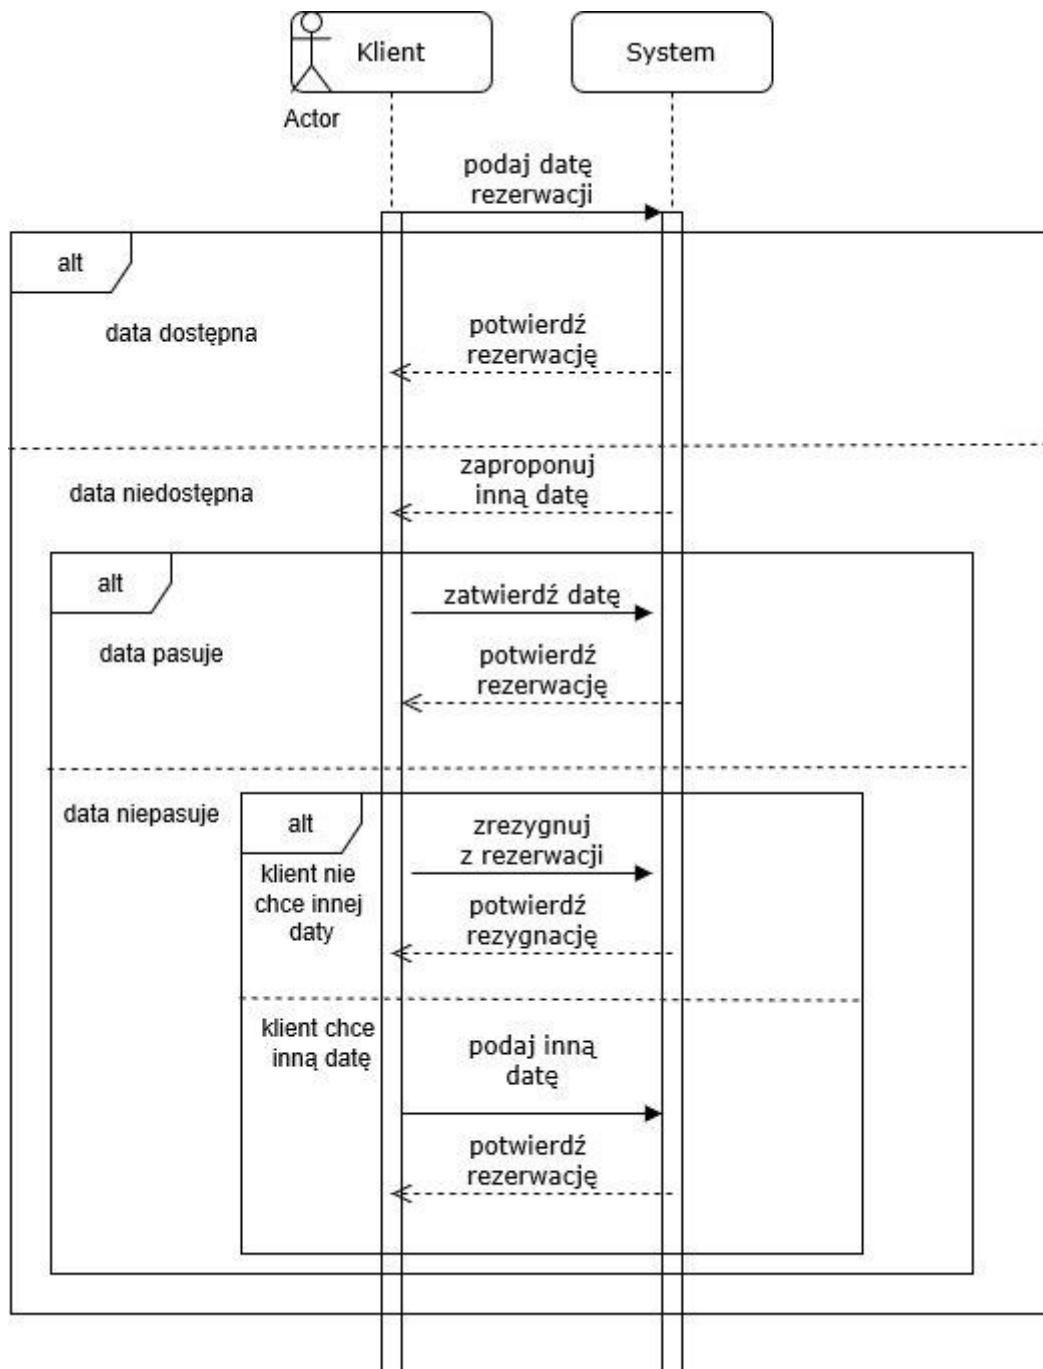 Klient
System
Actor
podaj datę
rezerwacji
alt
data dostępna
potwierdź
rezerwację
data niedostępna
zaproponuj
inną datę
alt
zatwierdź datę
data pasuje
potwierdź
rezerwację
data niepasuje
alt
zrezygnuj
z rezerwacji
klient nie
chce innej
daty
potwierdź
rezygnację
klient chce
inną datę
podaj inną
datę
potwierdź
rezerwację